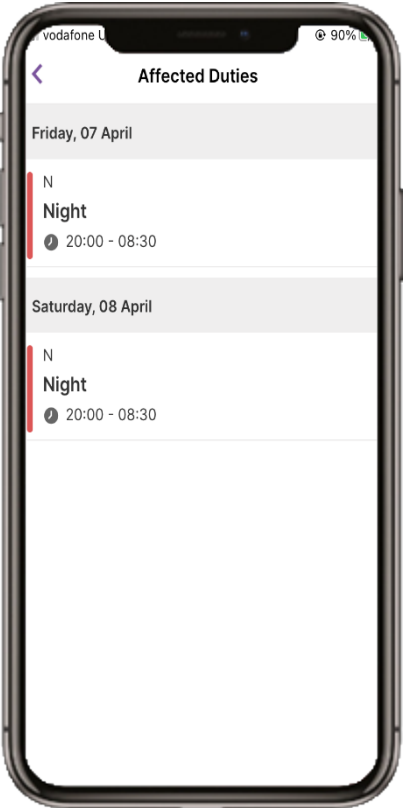 vodafone U
90%
Affected Duties
Friday, 07 April
N
Night
20:00 - 08:30
Saturday, 08 April
N
Night
20:00 - 08:30